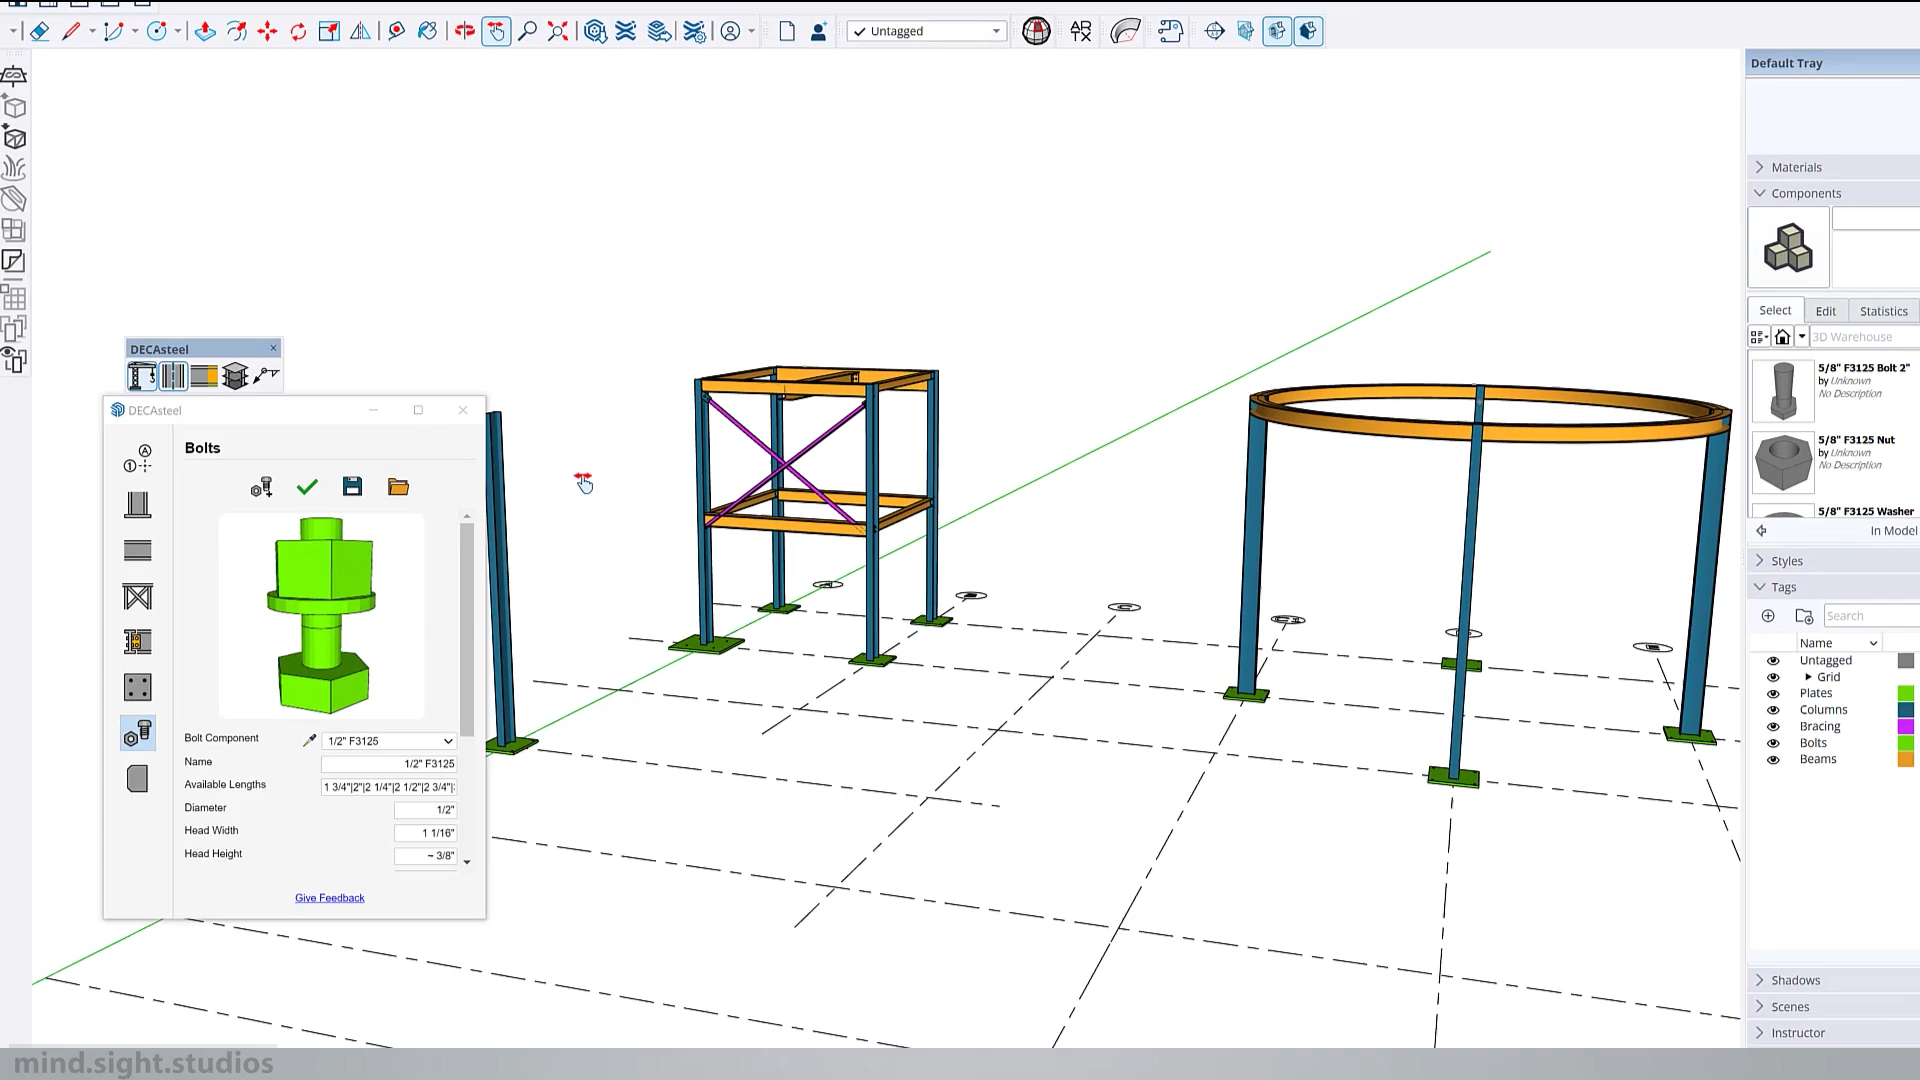 Untagged
Default Tray
Materials
Components
Select
Edit
Statistics
3D Warehouse
5/8" F3125 Bolt 2"
by Unknown
No Description
5/8" F3125 Nut
by Unknown
No Description
5/8" F3125 Washer
In Model
Styles
Tags
Search
Name
Untagged
Grid
Plates
Columns
Bracing
Bolts
Beams
Shadows
Scenes
Instructor
DECAsteel
DECAsteel
Bolts
Bolt Component
1/2" F3125
Name
1/2" F3125
Available Lengths
1 3/4"|2"|2 1/4"|2 1/2"|2 3/4"|
Diameter
1/2"
Head Width
1 1/16"
Head Height
~ 3/8"
Give Feedback
mind.sight.studios